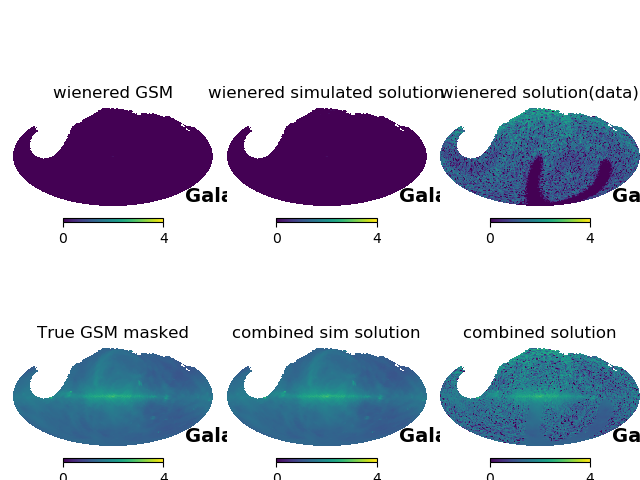 wienered GSM
wienered simulated solution
wienered solution(data)
Gala
Gala
Ga
0 4
0 4
0 4
True GSM masked
combined sim solution
combined solution
Gala
Gala
Ga
0 4
0 4
0 4